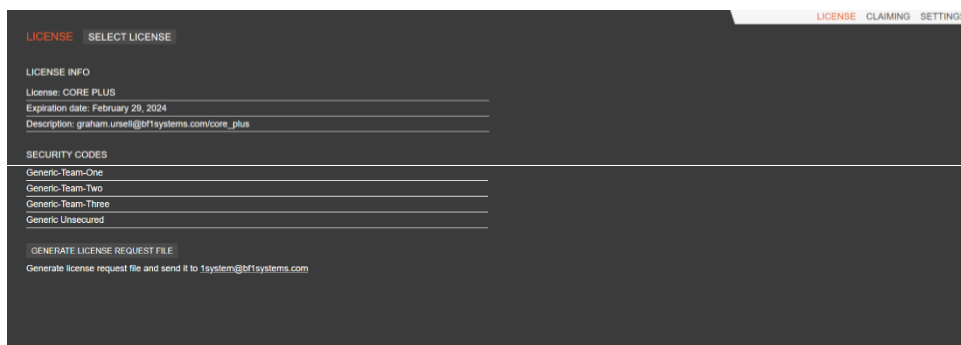 LICENSE CLAIMING SETTINGS
LICENSE SELECT LICENSE
LICENSE INFO
License: CORE PLUS
Expiration date: February 29, 2024
Description: graham.ursell@bf1systems.com/core_plus
SECURITY CODES
Generic-Team-One
Generic-Team-Two
Generic-Team-Three
Generic Unsecured
GENERATE LICENSE REQUEST FILE
Generate license request file and send it to 1system@bf1systems.com